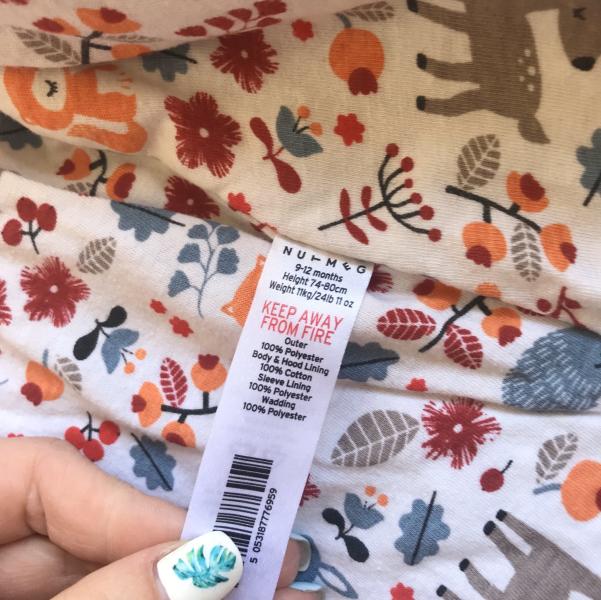 NUTMEG
9-12 months
Height 74-80cm
Weight 11kg/24lb 11 oz
KEEP AWAY
FROM FIRE
Outer
100% Polyester
Body & Hood Lining
100% Cotton
Sleeve Lining
100% Polyester
Wadding
100% Polyester
5 053187776959